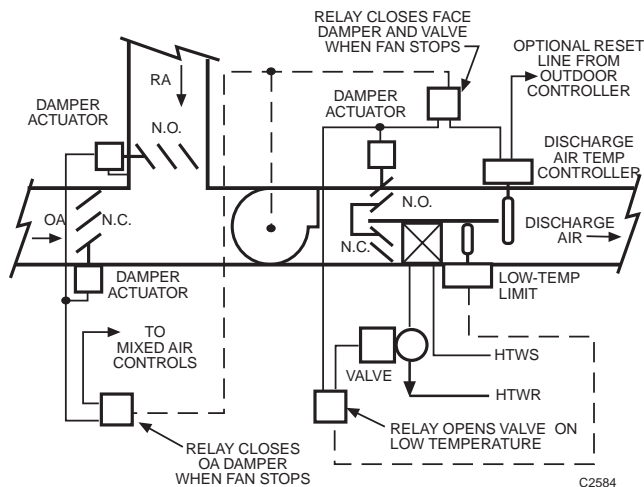 RELAY CLOSES FACE
DAMPER AND VALVE
WHEN FAN STOPS
OPTIONAL RESET
LINE FROM
OUTDOOR
CONTROLLER
RA
DAMPER
ACTUATOR
N.O.
DAMPER
ACTUATOR
DISCHARGE
AIR TEMP
CONTROLLER
OA
N.C.
N.O.
N.C.
DISCHARGE
AIR
DAMPER
ACTUATOR
LOW-TEMP
LIMIT
TO
MIXED AIR
CONTROLS
VALVE
HTWS
HTWR
RELAY OPENS VALVE ON
LOW TEMPERATURE
RELAY CLOSES
OA DAMPER
WHEN FAN STOPS
C2584